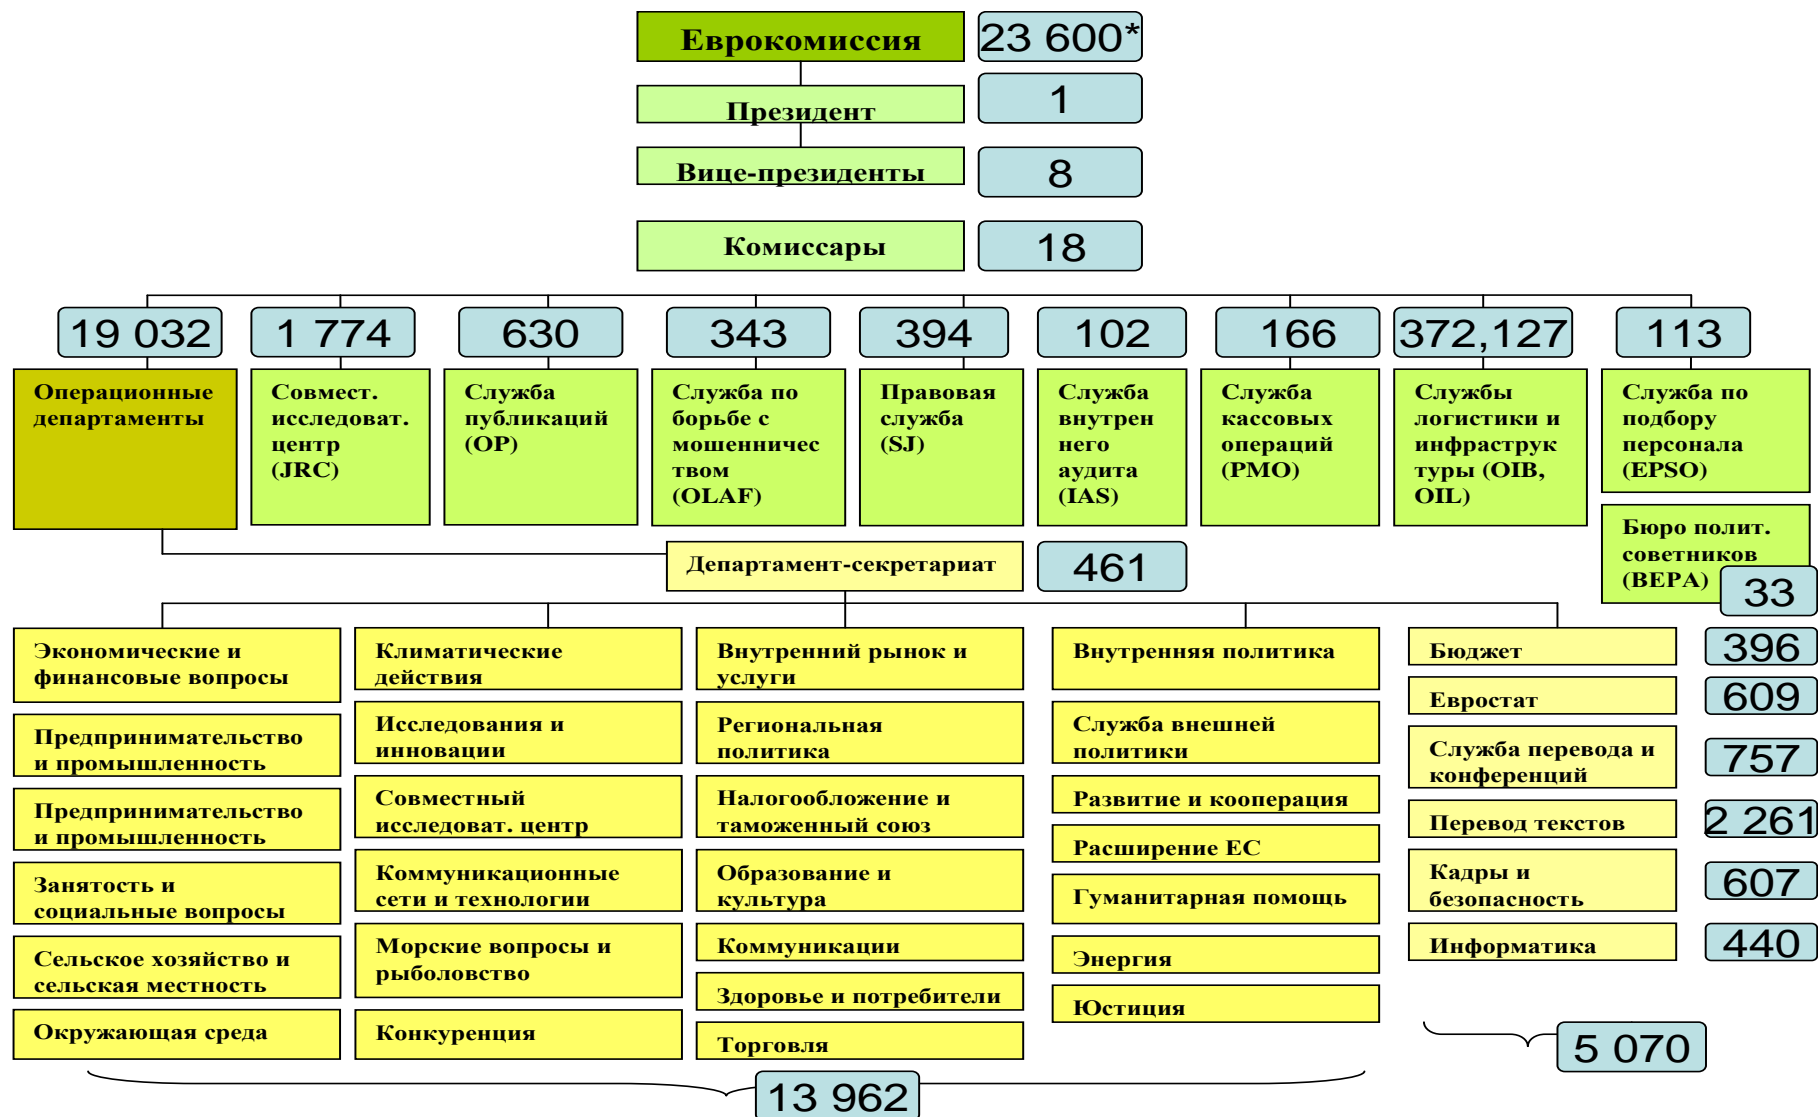 Еврокомиссия
23 600*
Президент
1
Вице-президенты
8
Комиссары
18
19 032
1 774
630
343
394
102
166
372,127
113
Операционные
департаменты
Совмест.
исследоват.
центр
(JRC)
Служба
публикаций
(OP)
Служба по
борьбе с
мошенничес
твом
(OLAF)
Правовая
служба
(SJ)
Служба
внутрен
него
аудита
(IAS)
Служба
кассовых
операций
(PMO)
Службы
логистики и
инфраструк
туры (OIB,
OIL)
Служба по
подбору
персонала
(EPSO)
Бюро полит.
советников
(BEPA)
33
Департамент-секретариат
461
Экономические и
финансовые вопросы
Предпринимательство
и промышленность
Предпринимательство
и промышленность
Занятость и
социальные вопросы
Сельское хозяйство и
сельская местность
Окружающая среда
Климатические
действия
Исследования и
инновации
Совместный
исследоват. центр
Коммуникационные
сети и технологии
Морские вопросы и
рыболовство
Конкуренция
Внутренний рынок и
услуги
Региональная
политика
Налогообложение и
таможенный союз
Образование и
культура
Коммуникации
Здоровье и потребители
Торговля
Внутренняя политика
Служба внешней
политики
Развитие и кооперация
Расширение ЕС
Гуманитарная помощь
Энергия
Юстиция
Бюджет
396
Евростат
609
Служба перевода и
конференций
757
Перевод текстов
2 261
Кадры и
безопасность
607
Информатика
440
5 070
13 962